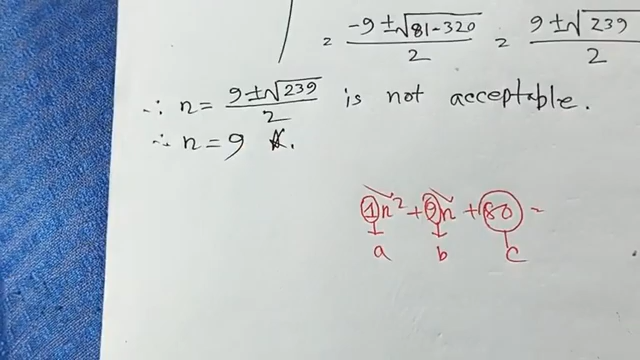 = (-9 ± √(81-320))/2 = (9 ± √239)/2
∴ n = (9 ± √239)/2 is not acceptable.
∴ n = 9
1n² + 9n + 80 =
a b c